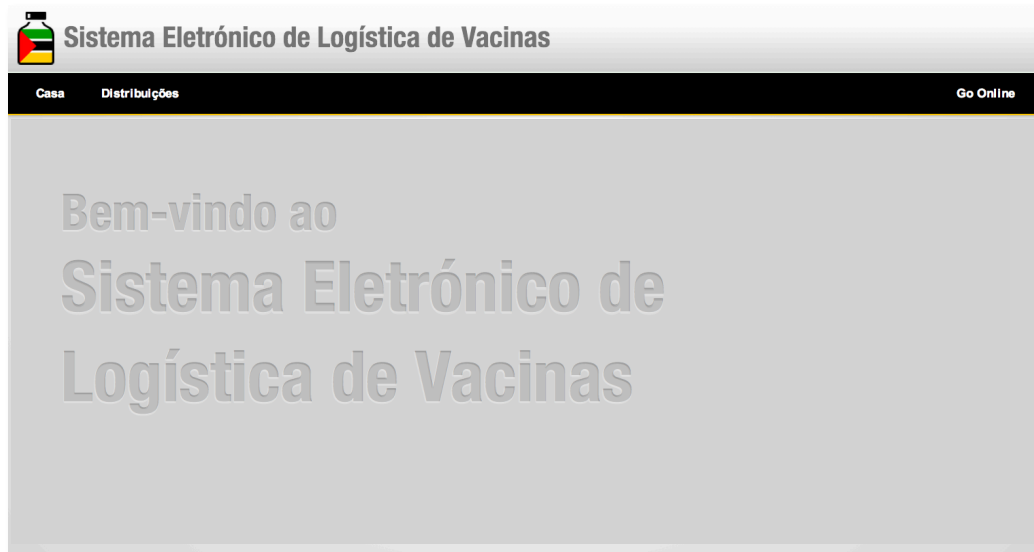 Sistema Eletrónico de Logística de Vacinas
Casa Distribuições Go Online
Bem-vindo ao
Sistema Eletrónico de
Logística de Vacinas